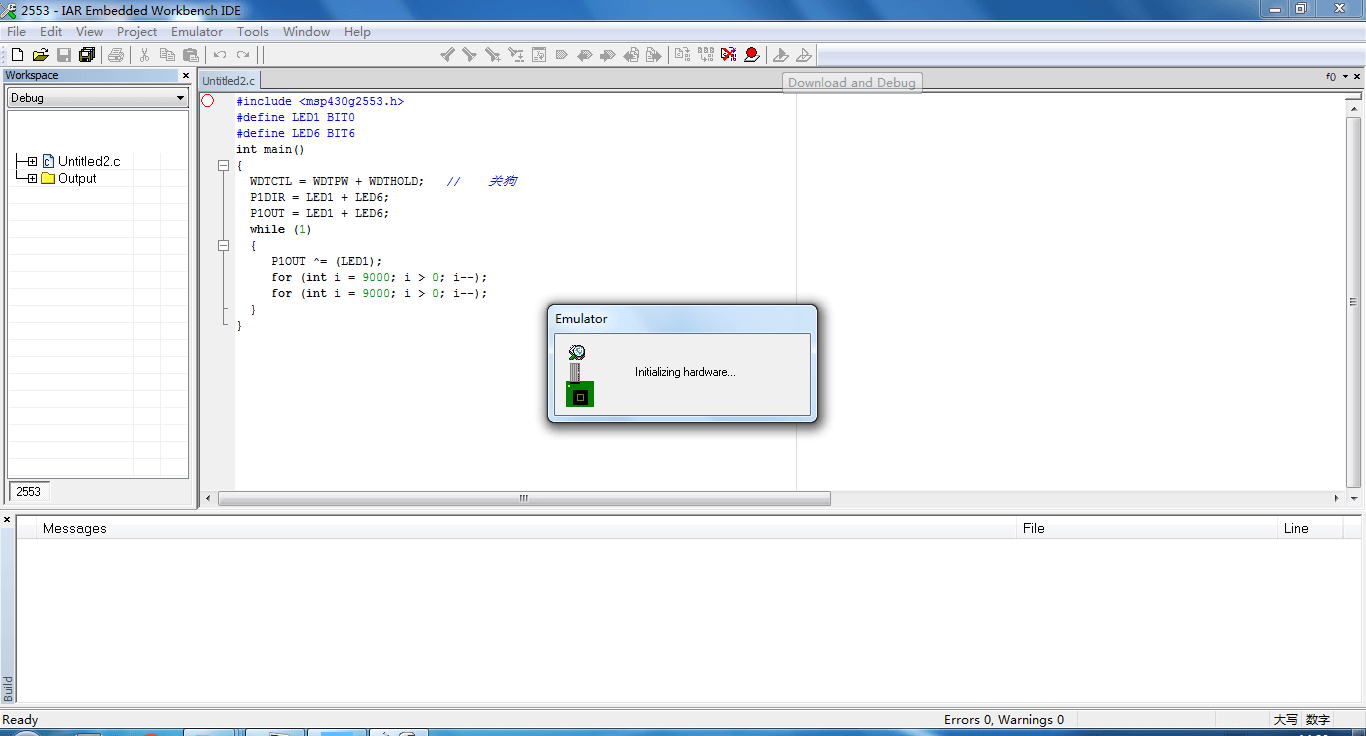 2553 - IAR Embedded Workbench IDE
File Edit View Project Emulator Tools Window Help
Workspace
Debug
Untitled2.c
Output
2553
Untitled2.c
Download and Debug
f0
#include <msp430g2553.h>
#define LED1 BIT0
#define LED6 BIT6
int main()
{
WDTCTL = WDTPW + WDTHOLD; // 关狗
P1DIR = LED1 + LED6;
P1OUT = LED1 + LED6;
while (1)
{
P1OUT ^= (LED1);
for (int i = 9000; i > 0; i--);
for (int i = 9000; i > 0; i--);
}
}
Emulator
Initializing hardware...
Messages File Line
Build
Ready
Errors 0, Warnings 0
大写 数字